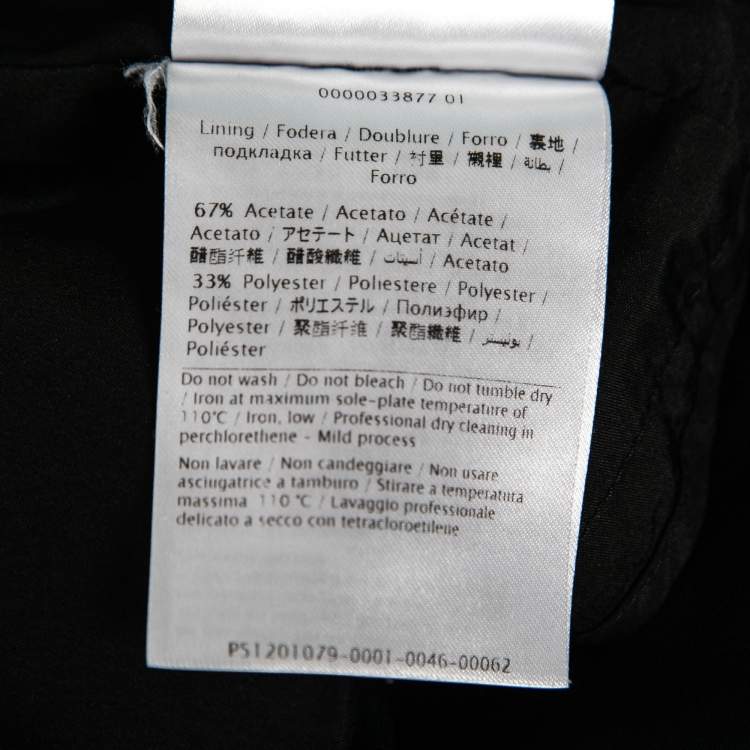 0000033877 01
Lining / Fodera / Doublure / Forro / 裏地 /
подкладка / Futter / 衬里 / 襯裡 / بطانة /
Forro
67% Acetate / Acetato / Acétate /
Acetato / アセテート / Ацетат / Acetat /
醋酯纤维 / 醋酸纖維 / أسيتات / Acetato
33% Polyester / Poliestere / Polyester /
Poliéster / ポリエステル / Полиэфир /
Polyester / 聚酯纤维 / 聚酯纖維 / بوليستر /
Poliéster
Do not wash / Do not bleach / Do not tumble dry
/ Iron at maximum sole-plate temperature of
110°C / Iron, low / Professional dry cleaning in
perchlorethene - Mild process
Non lavare / Non candeggiare / Non usare
asciugatrice a tamburo / Stirare a temperatura
massima 110 °C / Lavaggio professionale
delicato a secco con tetracloroetilene
PS1201079-0001-0046-00062